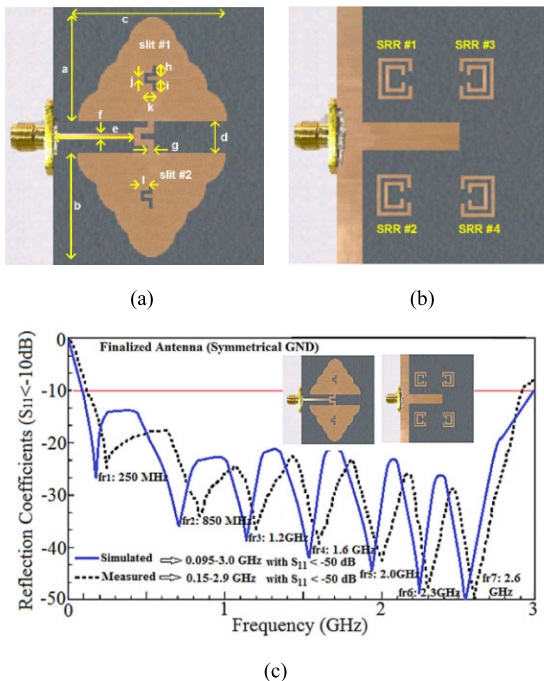 c
slit #1
a
h
j
i
k
f
e
d
g
b
l
slit #2
(a)
SRR #1
SRR #3
SRR #2
SRR #4
(b)
Finalized Antenna (Symmetrical GND)
Reflection Coefficients (S11<-10dB)
0
-10
-20
-30
-40
-50
fr1: 250 MHz
fr2: 850 MHz
fr3: 1.2GHz
fr4: 1.6 GHz
fr5: 2.0GHz
fr6: 2.3GHz
fr7: 2.6
GHz
Simulated ⇨ 0.095-3.0 GHz with S11 < -50 dB
Measured ⇨ 0.15-2.9 GHz with S11 < -50 dB
0
1
2
3
Frequency (GHz)
(c)